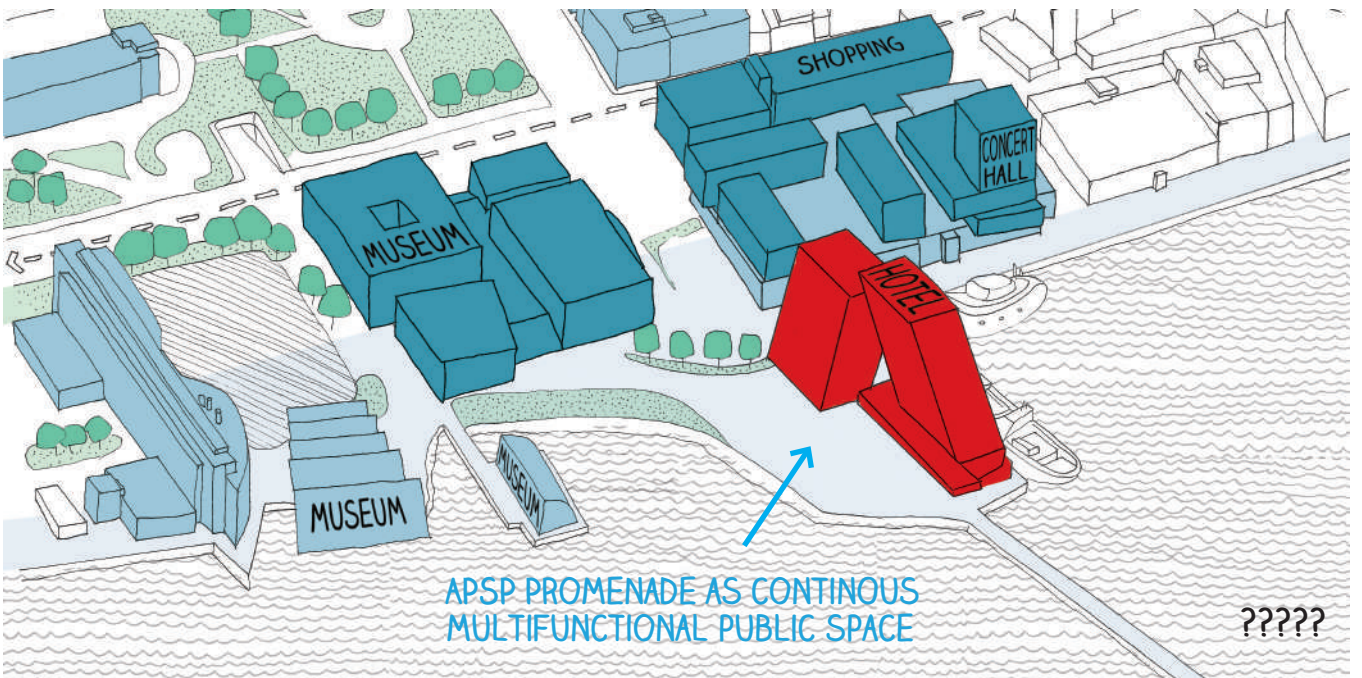 SHOPPING
CONCERT
HALL
MUSEUM
HOTEL
MUSEUM
MUSEUM
APSP PROMENADE AS CONTINOUS
MULTIFUNCTIONAL PUBLIC SPACE
?????